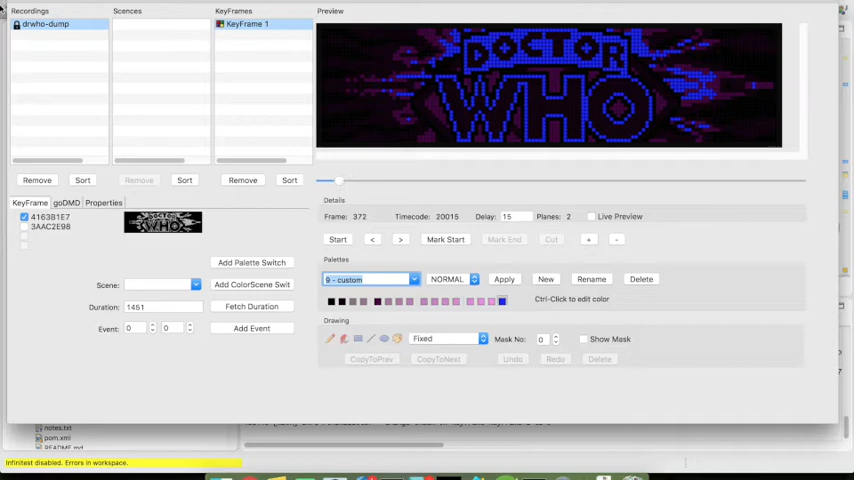 Recordings
Scences
KeyFrames
Preview
drwho-dump
KeyFrame 1
DOCTOR
WHO
Remove
Sort
Remove
Sort
Remove
Sort
KeyFrame
goDMD
Properties
4163B1E7
3AAC2E98
DOCTOR
WHO
Add Palette Switch
Scene:
Add ColorScene Swit
Duration: 1451
Fetch Duration
Event: 0 0
Add Event
Details
Frame: 372 Timecode: 20015 Delay: 15 Planes: 2 Live Preview
Start < > Mark Start Mark End Cut + -
Palettes
9 - custom NORMAL Apply New Rename Delete
Ctrl-Click to edit color
Drawing
Fixed Mask No: 0 Show Mask
CopyToPrev CopyToNext Undo Redo Delete
notes.txt
pom.xml
README.md
Infinitest disabled. Errors in workspace.